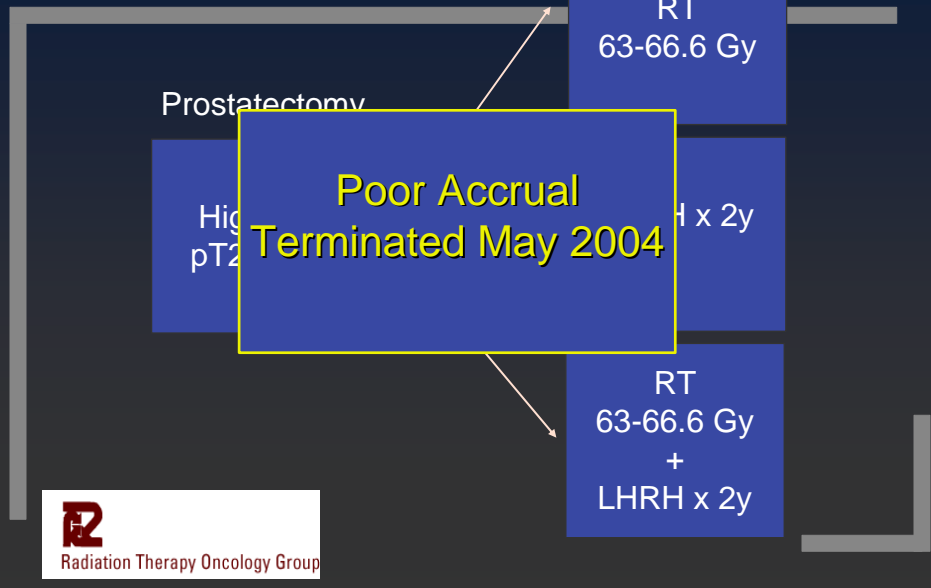 RT
63-66.6 Gy
Prostatectomy
Poor Accrual
Terminated May 2004
x 2y
RT
63-66.6 Gy
+
LHRH x 2y
Radiation Therapy Oncology Group